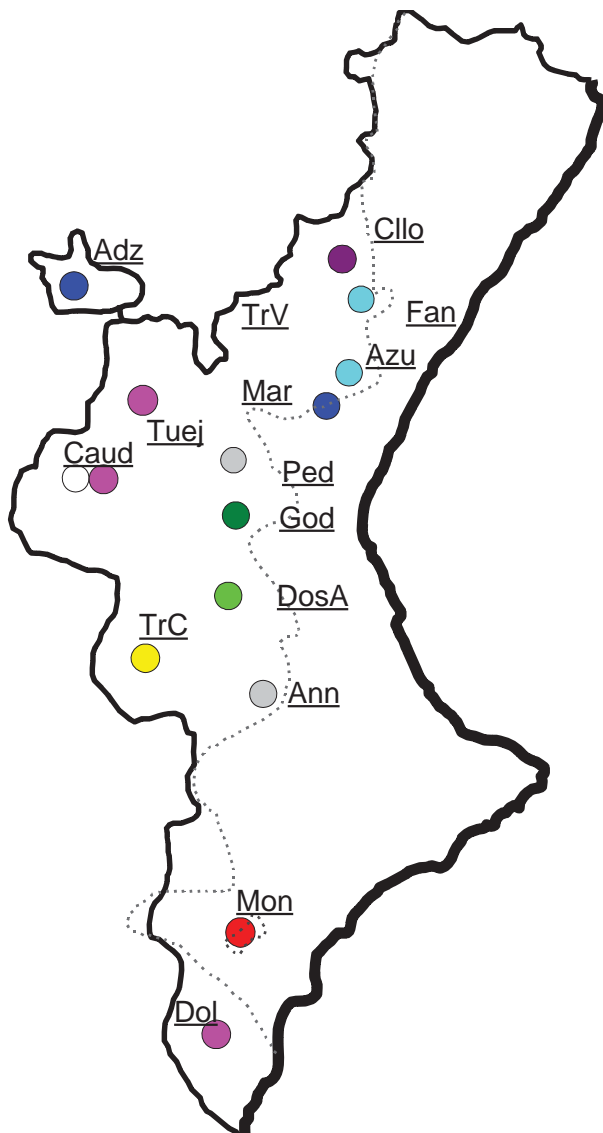 Cllo
Adz
TrV
Fan
Azu
Mar
Tuej
Caud
Ped
God
DosA
TrC
Ann
Mon
Dol